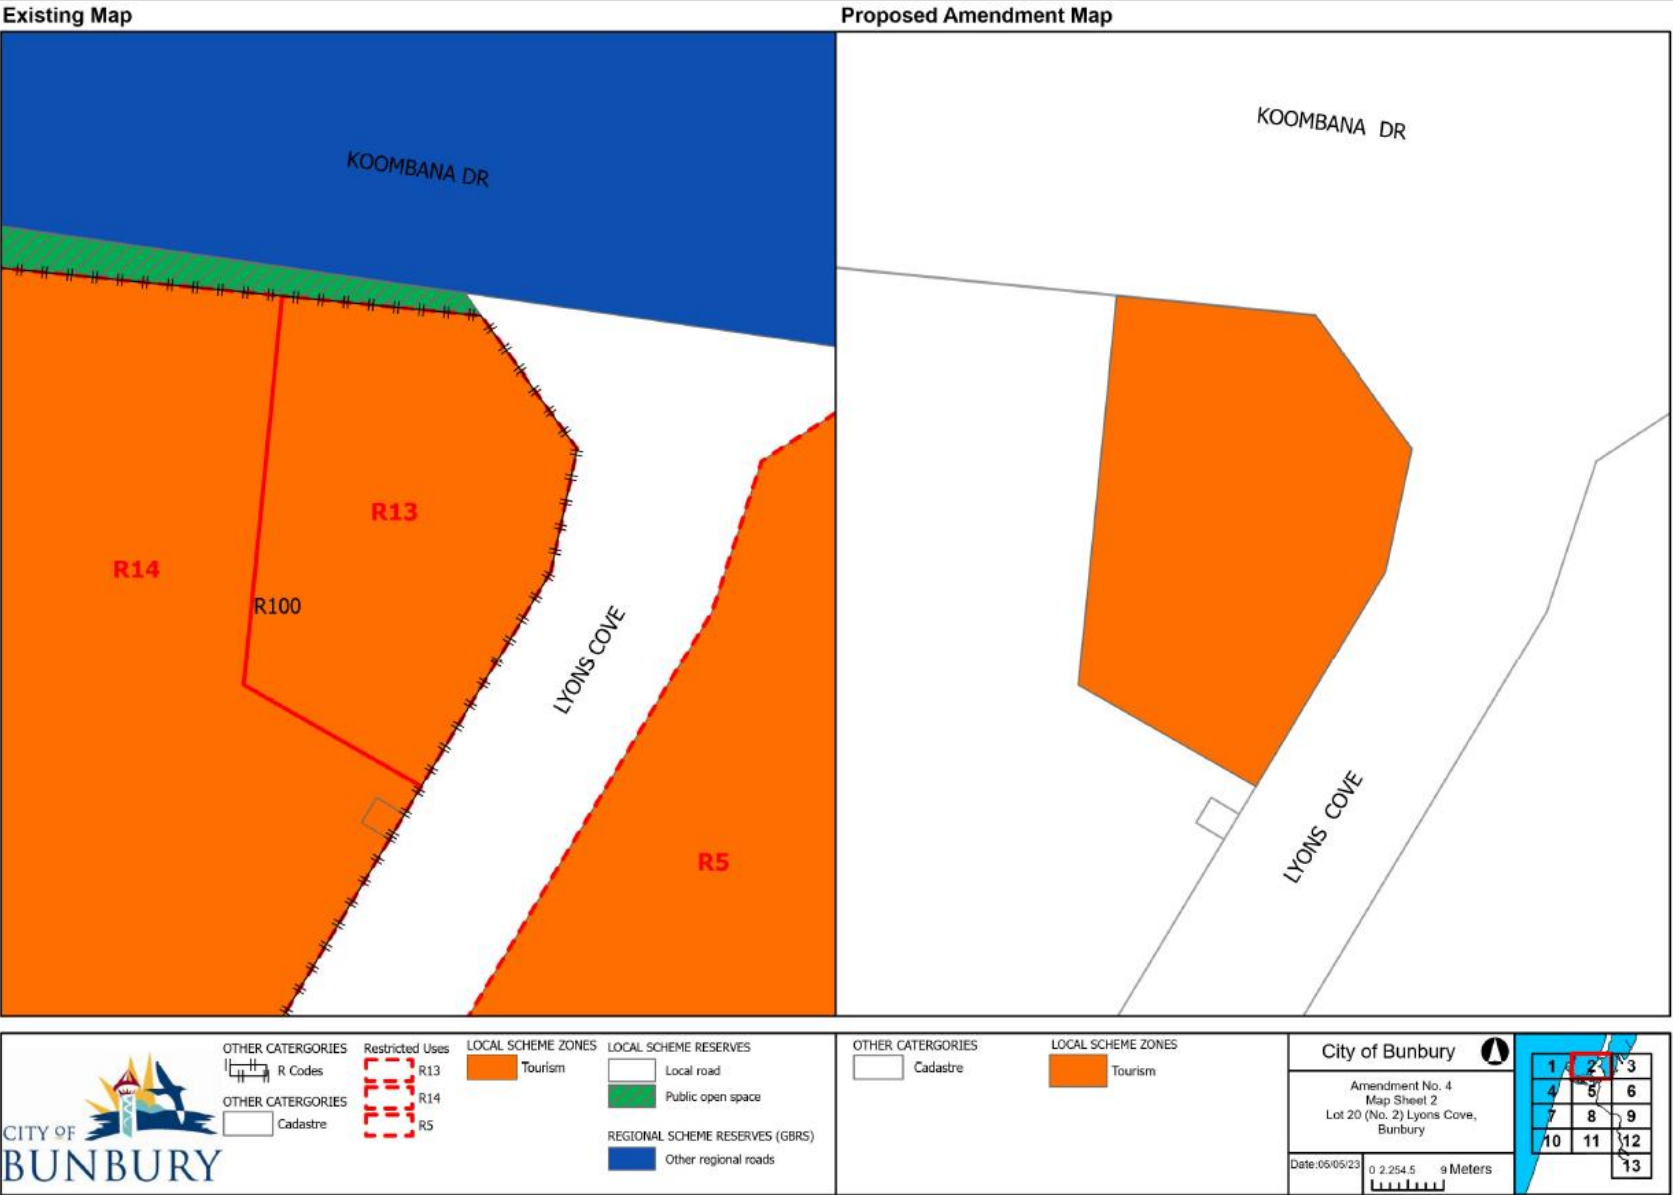 Existing Map
Proposed Amendment Map
KOOMBANA DR
R13
R14
R100
LYONS COVE
R5
KOOMBANA DR
LYONS COVE
CITY OF
BUNBURY
OTHER CATERGORIES
R Codes
OTHER CATERGORIES
Cadastre
Restricted Uses
R13
R14
R5
LOCAL SCHEME ZONES
Tourism
LOCAL SCHEME RESERVES
Local road
Public open space
REGIONAL SCHEME RESERVES (GBRS)
Other regional roads
OTHER CATERGORIES
Cadastre
LOCAL SCHEME ZONES
Tourism
City of Bunbury
Amendment No. 4
Map Sheet 2
Lot 20 (No. 2) Lyons Cove,
Bunbury
Date:05/05/23
0 2.254.5 9 Meters
1 2 3
4 5 6
7 8 9
10 11 12
13